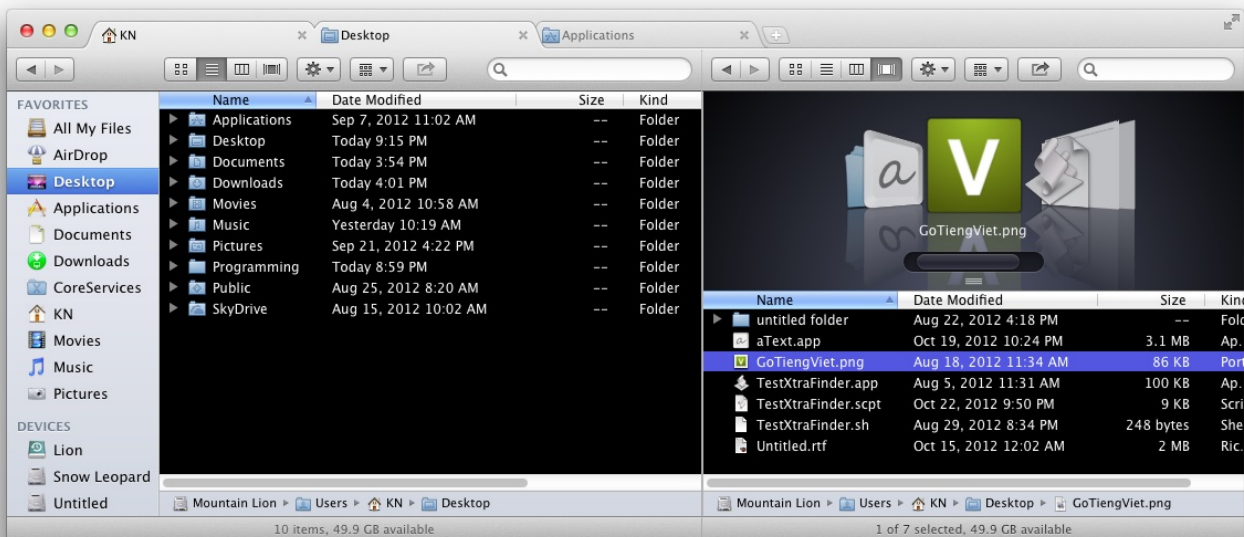 KN
Desktop
Applications
FAVORITES
All My Files
AirDrop
Desktop
Applications
Documents
Downloads
CoreServices
KN
Movies
Music
Pictures
DEVICES
Lion
Snow Leopard
Untitled
Name Date Modified Size Kind
Applications Sep 7, 2012 11:02 AM -- Folder
Desktop Today 9:15 PM -- Folder
Documents Today 3:54 PM -- Folder
Downloads Today 4:01 PM -- Folder
Movies Aug 4, 2012 10:58 AM -- Folder
Music Yesterday 10:19 AM -- Folder
Pictures Sep 21, 2012 4:22 PM -- Folder
Programming Today 8:59 PM -- Folder
Public Aug 25, 2012 8:20 AM -- Folder
SkyDrive Aug 15, 2012 10:02 AM -- Folder
Mountain Lion Users KN Desktop
10 items, 49.9 GB available
a
V
GoTiengViet.png
Name Date Modified Size Kind
untitled folder Aug 22, 2012 4:18 PM -- Fold
aText.app Oct 19, 2012 10:24 PM 3.1 MB Ap.
GoTiengViet.png Aug 18, 2012 11:34 AM 86 KB Port
TestXtraFinder.app Aug 5, 2012 11:31 AM 100 KB Ap.
TestXtraFinder.scpt Oct 22, 2012 9:50 PM 9 KB Scri
TestXtraFinder.sh Aug 29, 2012 8:34 PM 248 bytes She
Untitled.rtf Oct 15, 2012 12:02 AM 2 MB Ric.
Mountain Lion Users KN Desktop GoTiengViet.png
1 of 7 selected, 49.9 GB available